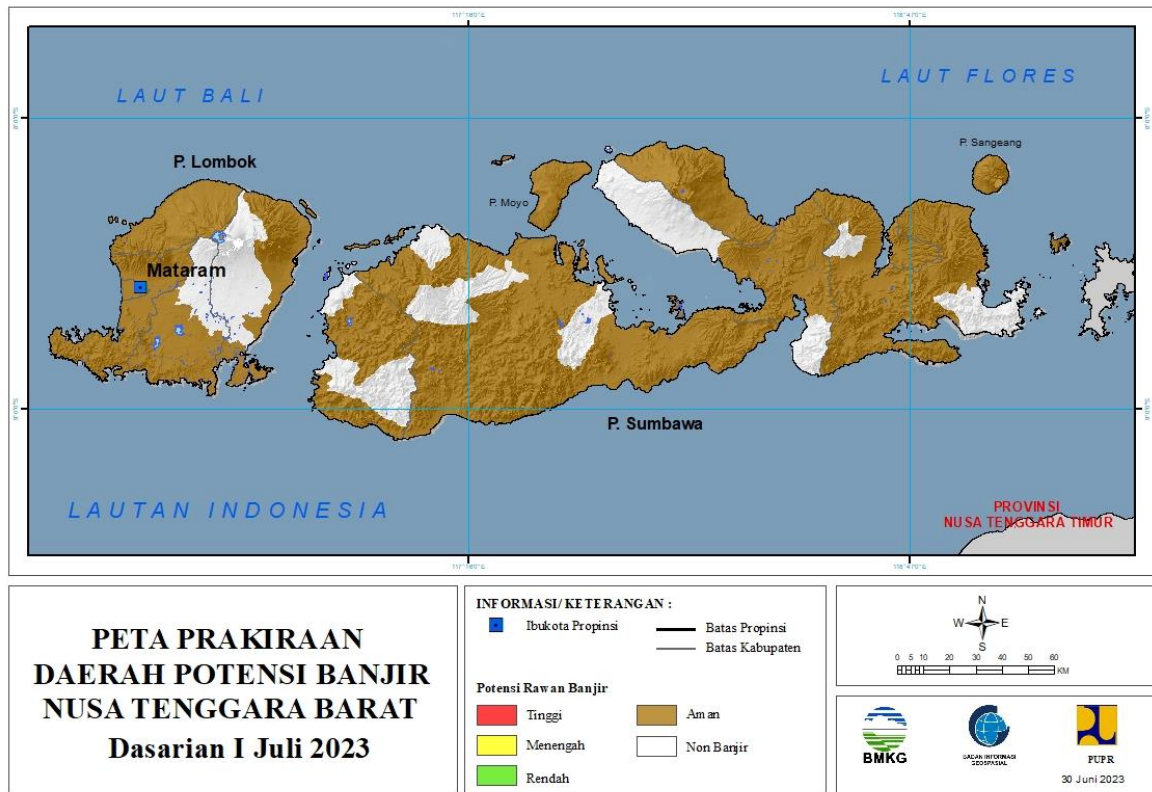 LAUT BALI
LAUT FLORES
P. Lombok
P. Moyo
P. Sangeang
Mataram
P. Sumbawa
LAUTAN INDONESIA
PROVINSI
NUSA TENGGARA TIMUR
PETA PRAKIRAAN
DAERAH POTENSI BANJIR
NUSA TENGGARA BARAT
Dasarian I Juli 2023
INFORMASI/ KETERANGAN :
Ibukota Propinsi
Batas Propinsi
Batas Kabupaten
Potensi Rawan Banjir
Tinggi
Aman
Menengah
Non Banjir
Rendah
N
W E
S
0 5 10 20 30 40 50 60
KM
BMKG
BADAN INFORMASI
GEOSPASIAL
PUPR
30 Juni 2023